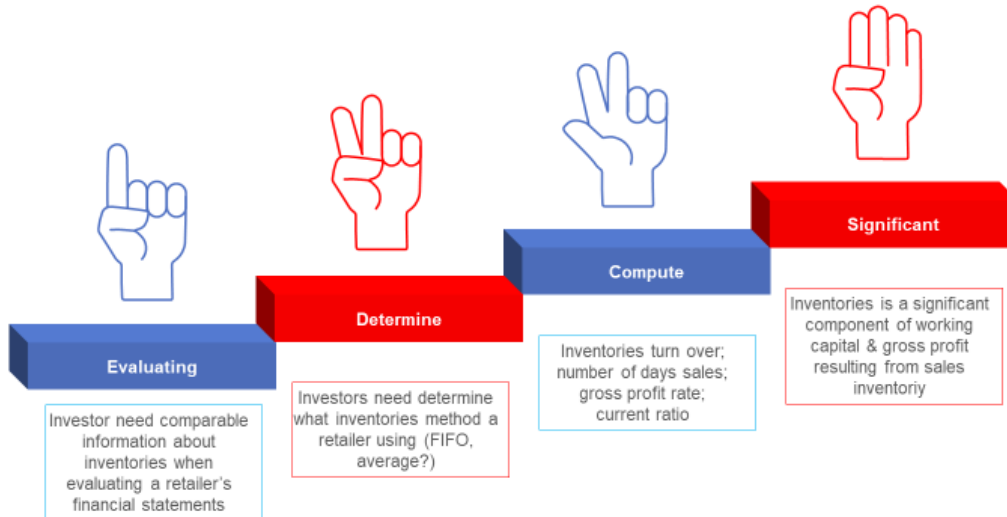 Evaluating
Investor need comparable
information about
inventories when
evaluating a retailer's
financial statements
Determine
Investors need determine
what inventories method a
retailer using (FIFO,
average?)
Compute
Inventories turn over;
number of days sales;
gross profit rate;
current ratio
Significant
Inventories is a significant
component of working
capital & gross profit
resulting from sales
inventoriy